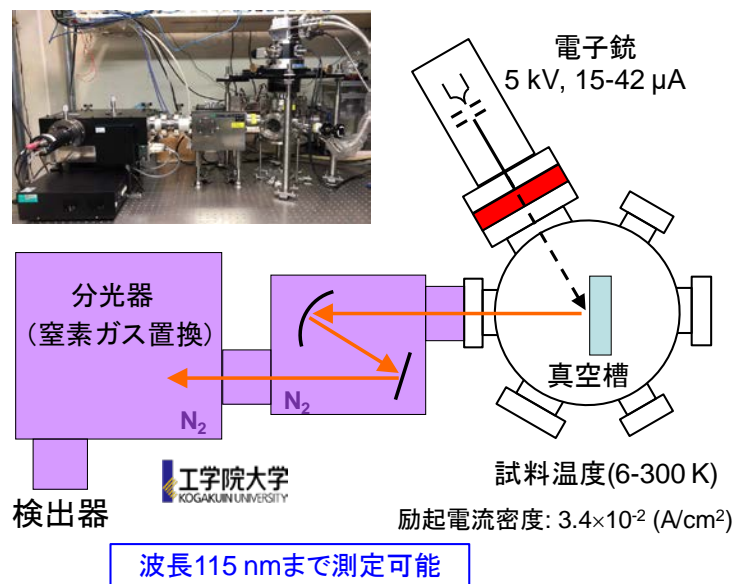 電子銃
5 kV, 15-42 μA
分光器
(窒素ガス置換)
N2
N2
真空槽
工学院大学
KOGAKUIN UNIVERSITY
検出器
試料温度(6-300 K)
励起電流密度: 3.4×10-2 (A/cm2)
波長115 nmまで測定可能